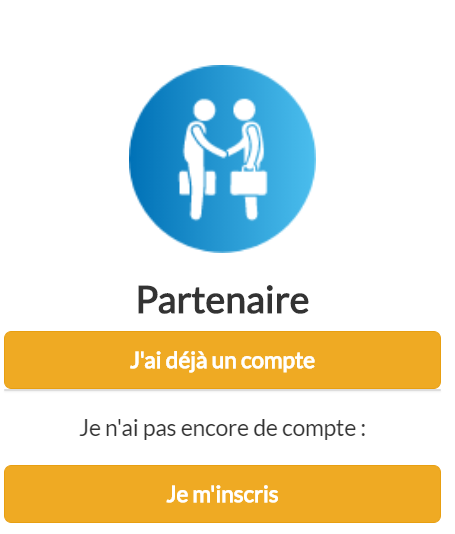 Partenaire
J'ai déjà un compte
Je n'ai pas encore de compte :
Je m'inscris